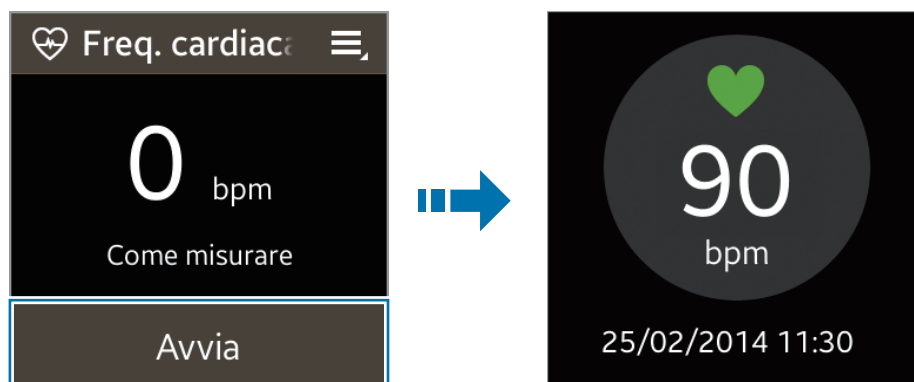 Freq. cardiaca
0 bpm
Come misurare
Avvia
90
bpm
25/02/2014 11:30